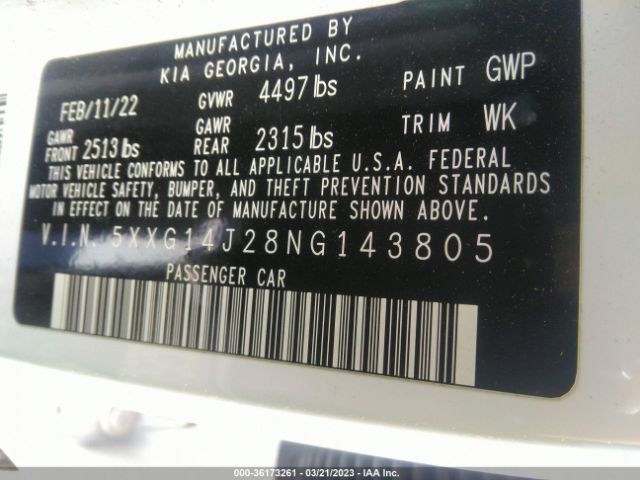 MANUFACTURED BY
KIA GEORGIA, INC.
FEB/11/22 GVWR 4497 lbs PAINT GWP
GAWR FRONT 2513 lbs GAWR REAR 2315 lbs TRIM WK
THIS VEHICLE CONFORMS TO ALL APPLICABLE U.S.A. FEDERAL
MOTOR VEHICLE SAFETY, BUMPER, AND THEFT PREVENTION STANDARDS
IN EFFECT ON THE DATE OF MANUFACTURE SHOWN ABOVE.
V.I.N. 5XXG14J28NG143805
PASSENGER CAR
000-36173261 - 03/21/2023 - IAA Inc.